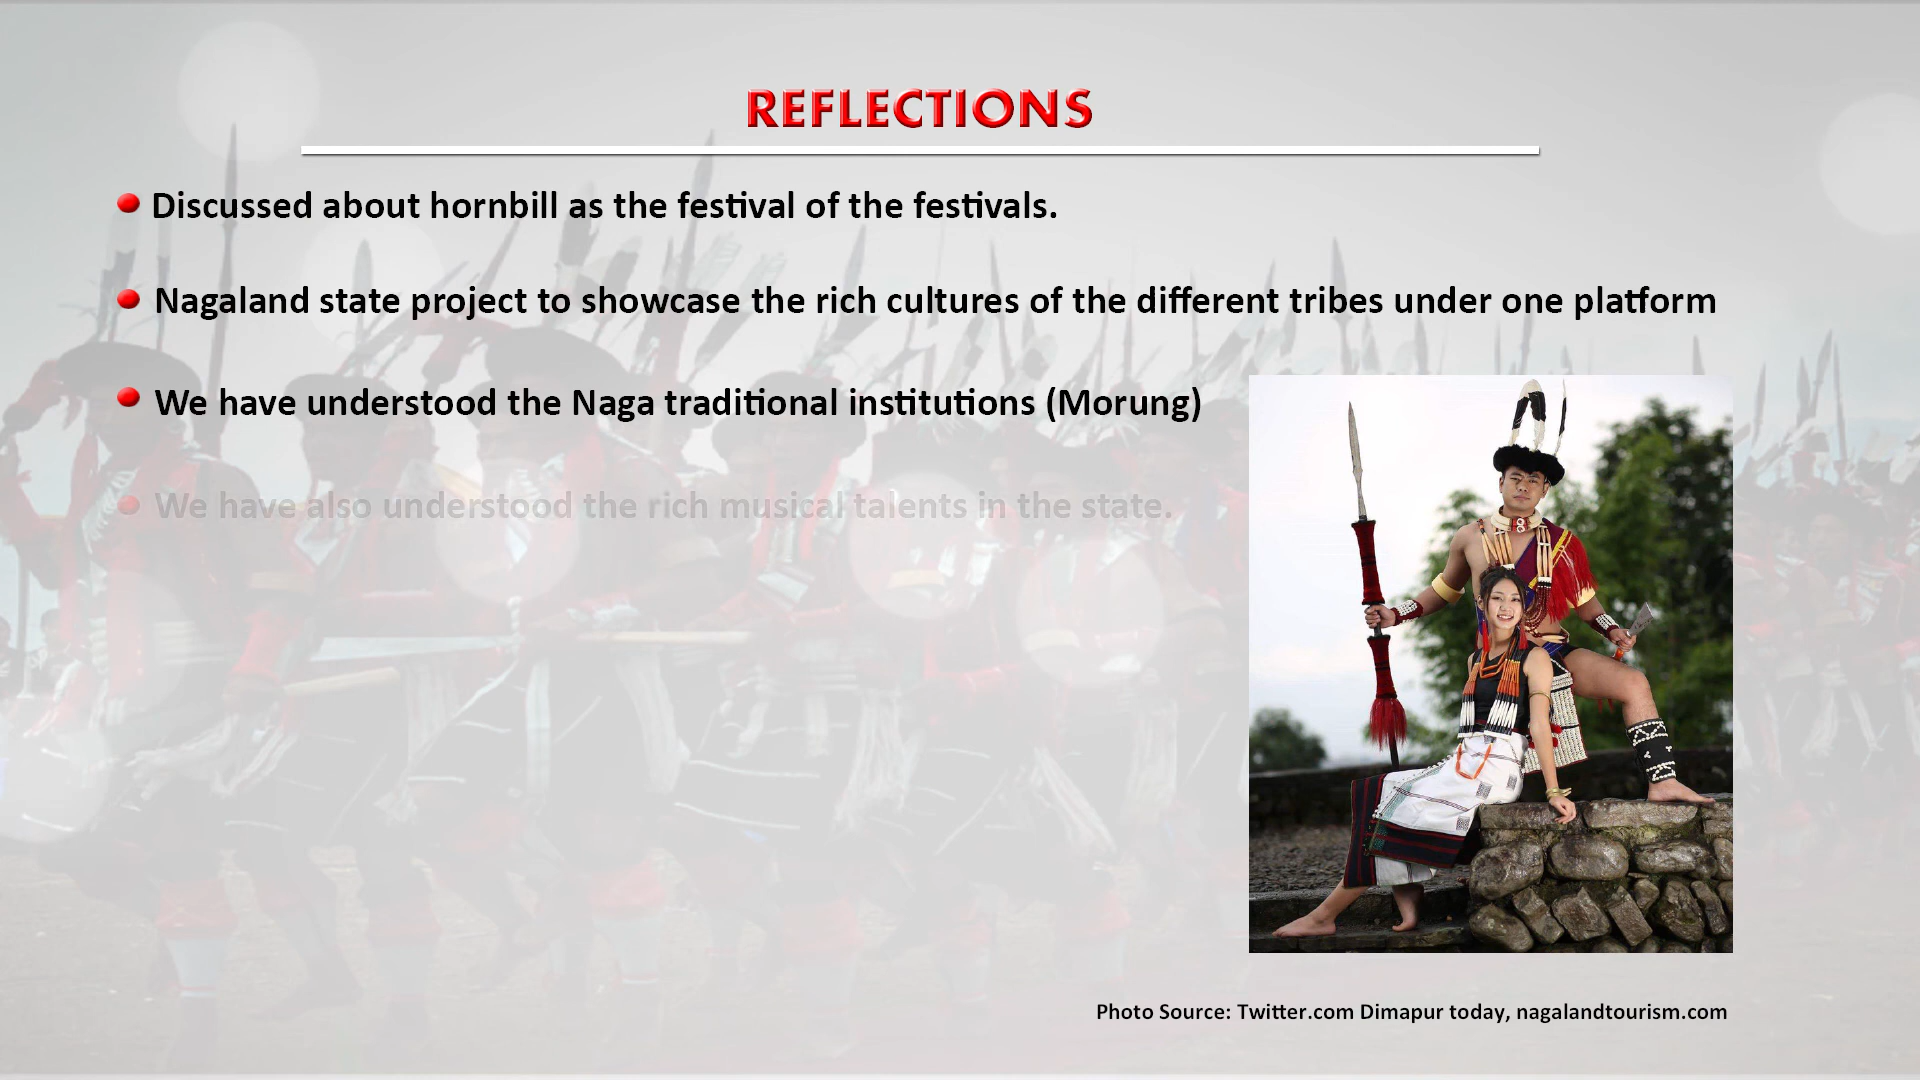 REFLECTIONS
Discussed about hornbill as the festival of the festivals.
Nagaland state project to showcase the rich cultures of the different tribes under one platform
We have understood the Naga traditional institutions (Morung)
We have also understood the rich musical talents in the state.
Photo Source: Twitter.com Dimapur today, nagalandtourism.com